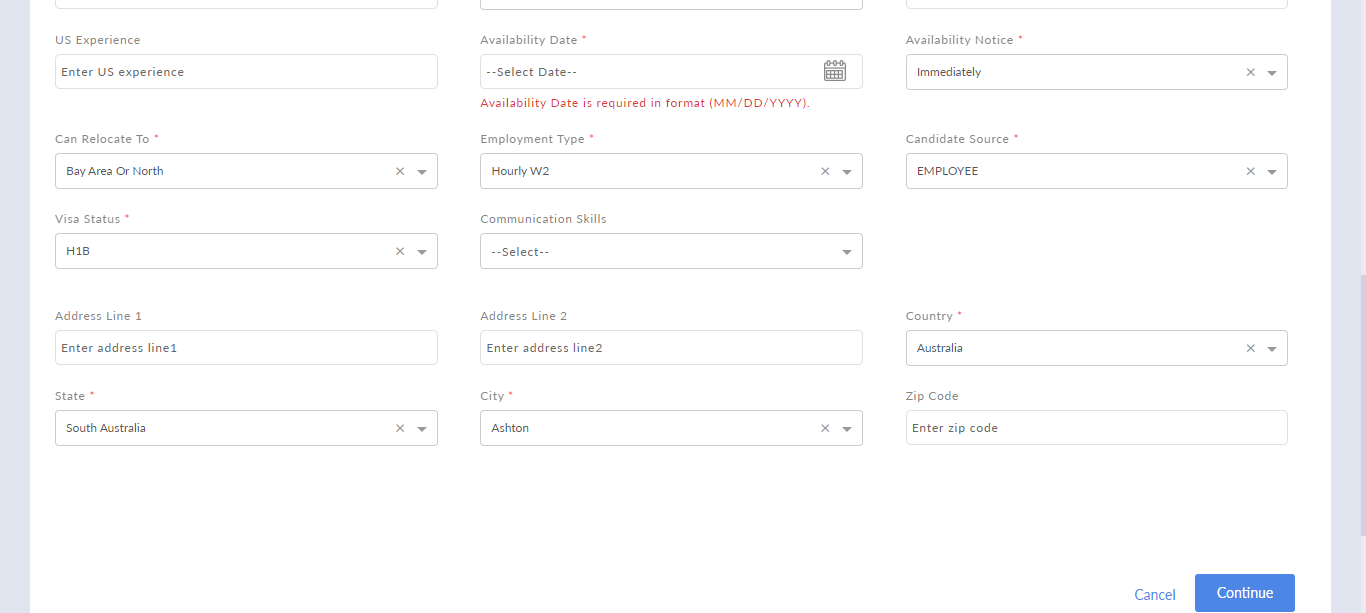 US Experience
Availability Date *
Availability Notice *
Enter US experience
--Select Date--
Immediately
Availability Date is required in format (MM/DD/YYYY).
Can Relocate To *
Employment Type *
Candidate Source *
Bay Area Or North
Hourly W2
EMPLOYEE
Visa Status *
Communication Skills
H1B
--Select--
Address Line 1
Address Line 2
Country *
Enter address line1
Enter address line2
Australia
State *
City *
Zip Code
South Australia
Ashton
Enter zip code
Cancel
Continue